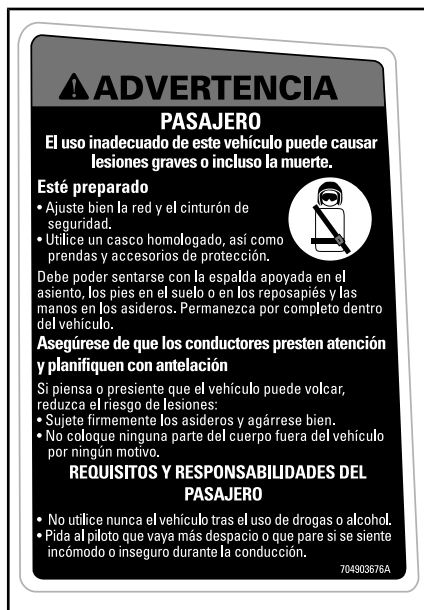 ADVERTENCIA
PASAJERO
El uso inadecuado de este vehículo puede causar
lesiones graves o incluso la muerte.
Esté preparado
• Ajuste bien la red y el cinturón de
seguridad.
• Utilice un casco homologado, así como
prendas y accesorios de protección.
Debe poder sentarse con la espalda apoyada en el
asiento, los pies en el suelo o en los reposapiés y las
manos en los asideros. Permanezca por completo dentro
del vehículo.
Asegúrese de que los conductores presten atención
y planifiquen con antelación
Si piensa o presiente que el vehículo puede volcar,
reduzca el riesgo de lesiones:
• Sujete firmemente los asideros y agárrese bien.
• No coloque ninguna parte del cuerpo fuera del vehículo
por ningún motivo.
REQUISITOS Y RESPONSABILIDADES DEL
PASAJERO
• No utilice nunca el vehículo tras el uso de drogas o alcohol.
• Pida al piloto que vaya más despacio o que pare si se siente
incómodo o inseguro durante la conducción.
704903676A